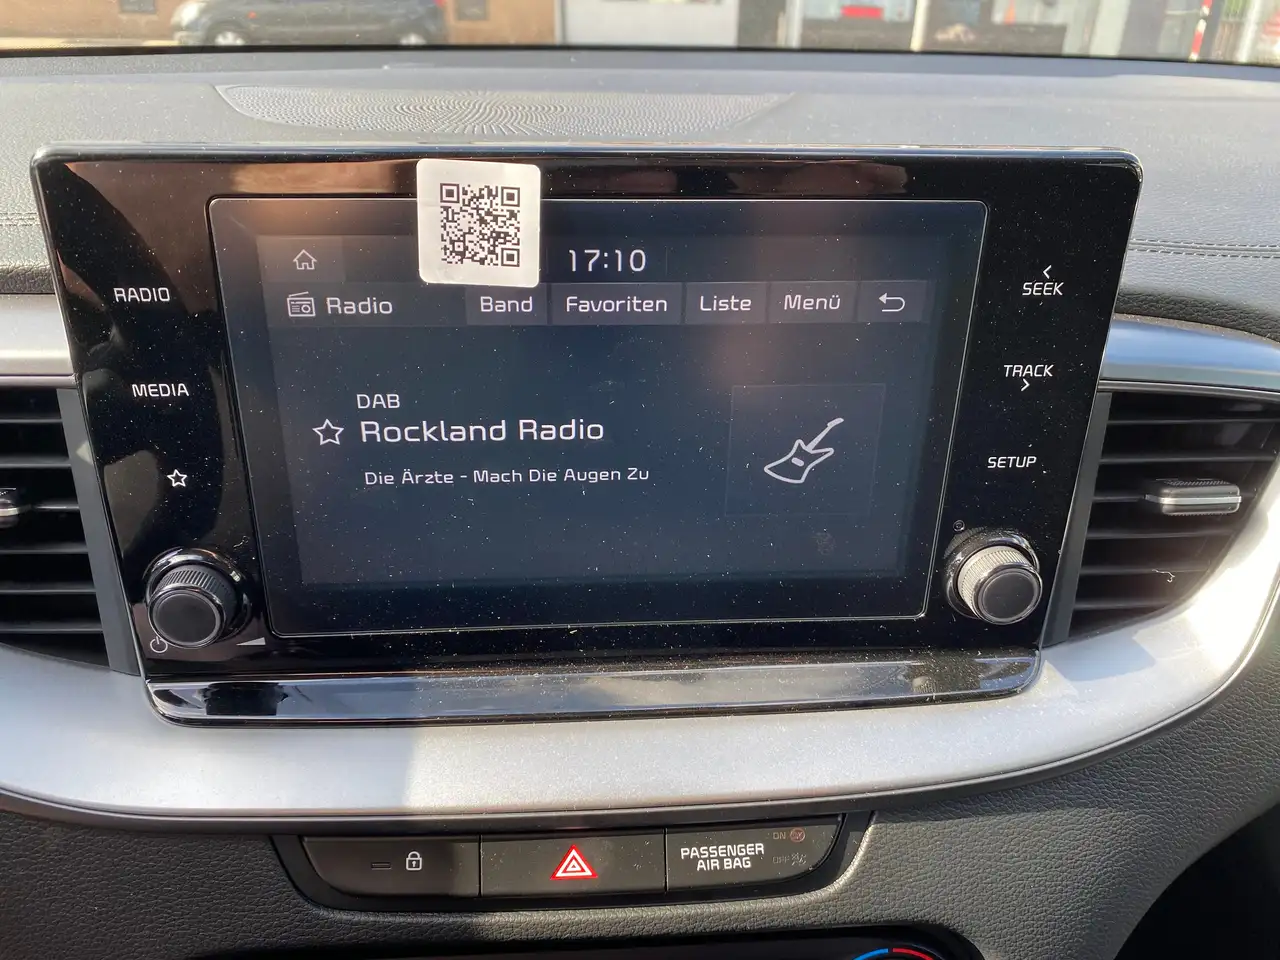 17:10
Radio
Band
Favoriten
Liste
Menü
DAB
Rockland Radio
Die Ärzte - Mach Die Augen Zu
RADIO
MEDIA
SEEK
TRACK
SETUP
PASSENGER
AIR BAG
ON
OFF